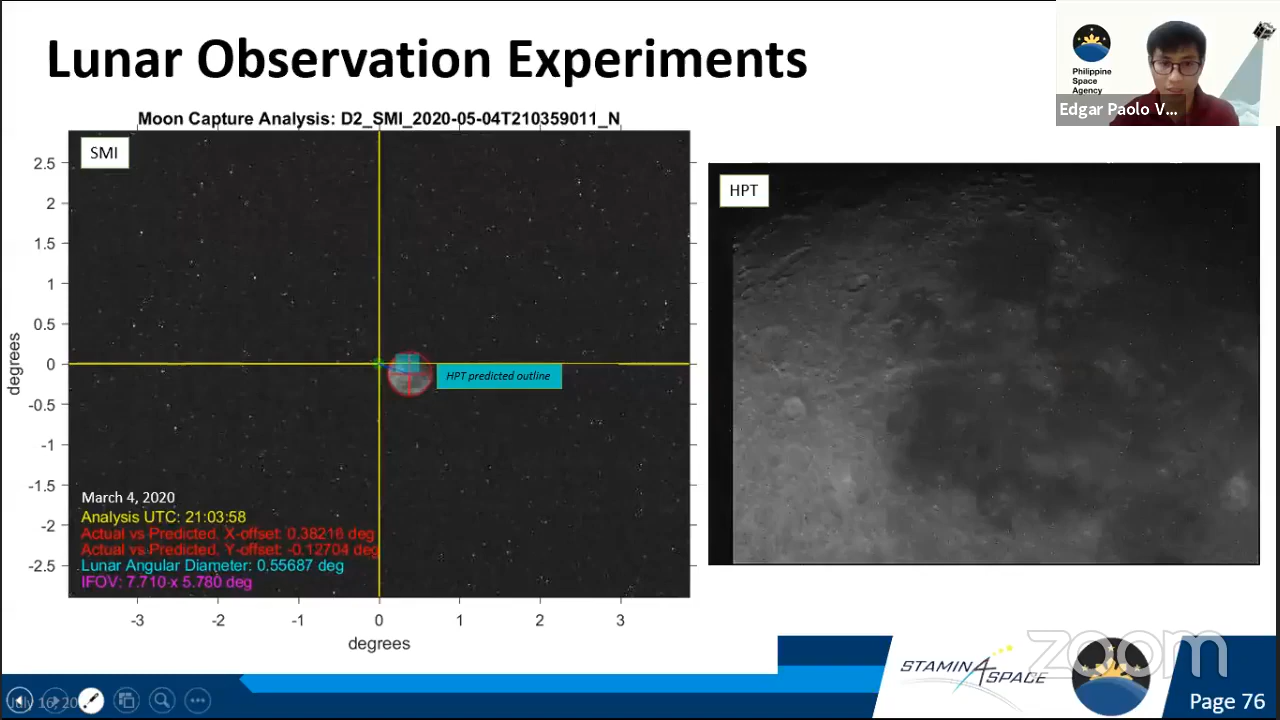 Lunar Observation Experiments
Philippine
Space
Agency
Edgar Paolo V...
Moon Capture Analysis: D2_SMI_2020-05-04T210359011_N
SMI
degrees
2.5
2
1.5
1
0.5
0
-0.5
-1
-1.5
-2
-2.5
HPT predicted outline
March 4, 2020
Analysis UTC: 21:03:58
Actual vs Predicted, X-offset: 0.38216 deg
Actual vs Predicted, Y-offset: -0.12704 deg
Lunar Angular Diameter: 0.55687 deg
IFOV: 7.710 x 5.780 deg
-3 -2 -1 0 1 2 3
degrees
HPT
STAMIN4SPACE
zoom
July 16, 20
Page 76